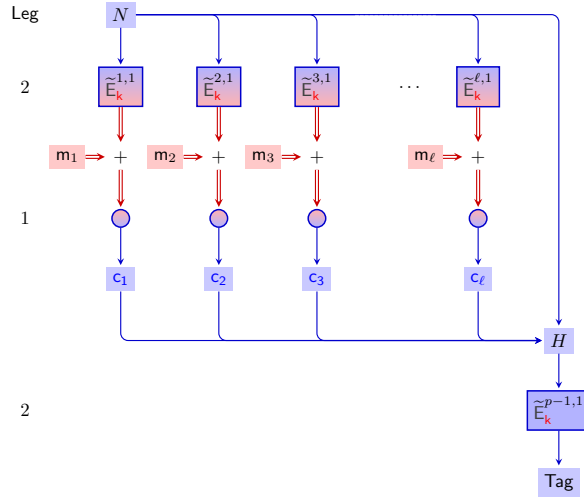 Leg N
2 Ẽ_k^{1,1} Ẽ_k^{2,1} Ẽ_k^{3,1} ... Ẽ_k^{ℓ,1}
m_1 + m_2 + m_3 + m_ℓ +
1
c_1 c_2 c_3 c_ℓ
H
2 Ẽ_k^{p−1,1}
Tag